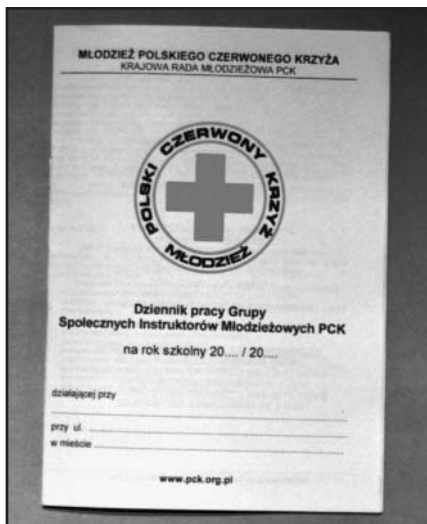 MŁODZIEŻ POLSKIEGO CZERWONEGO KRZYŻA
KRAJOWA RADA MŁODZIEŻOWA PCK
POLSKI CZERWONY KRZYŻ
MŁODZIEŻ
Dziennik pracy Grupy
Społecznych Instruktorów Młodzieżowych PCK
na rok szkolny 20.... / 20....
działającej przy
przy ul.
w mieście
www.pck.org.pl